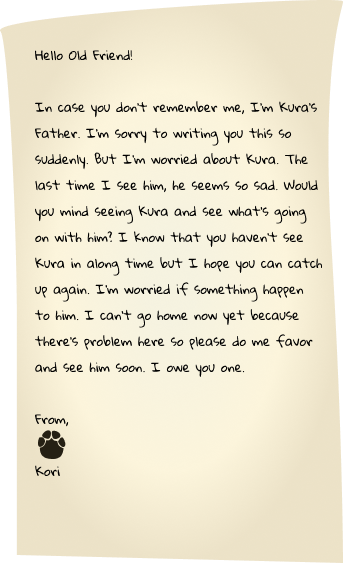 Hello Old Friend!
In case you don't remember me, I'm Kura's
Father. I'm sorry to writing you this so
suddenly. But I'm worried about Kura. The
last time I see him, he seems so sad. Would
you mind seeing Kura and see what's going
on with him? I know that you haven't see
Kura in along time but I hope you can catch
up again. I'm worried if something happen
to him. I can't go home now yet because
there's problem here so please do me favor
and see him soon. I owe you one.
From,
Kori